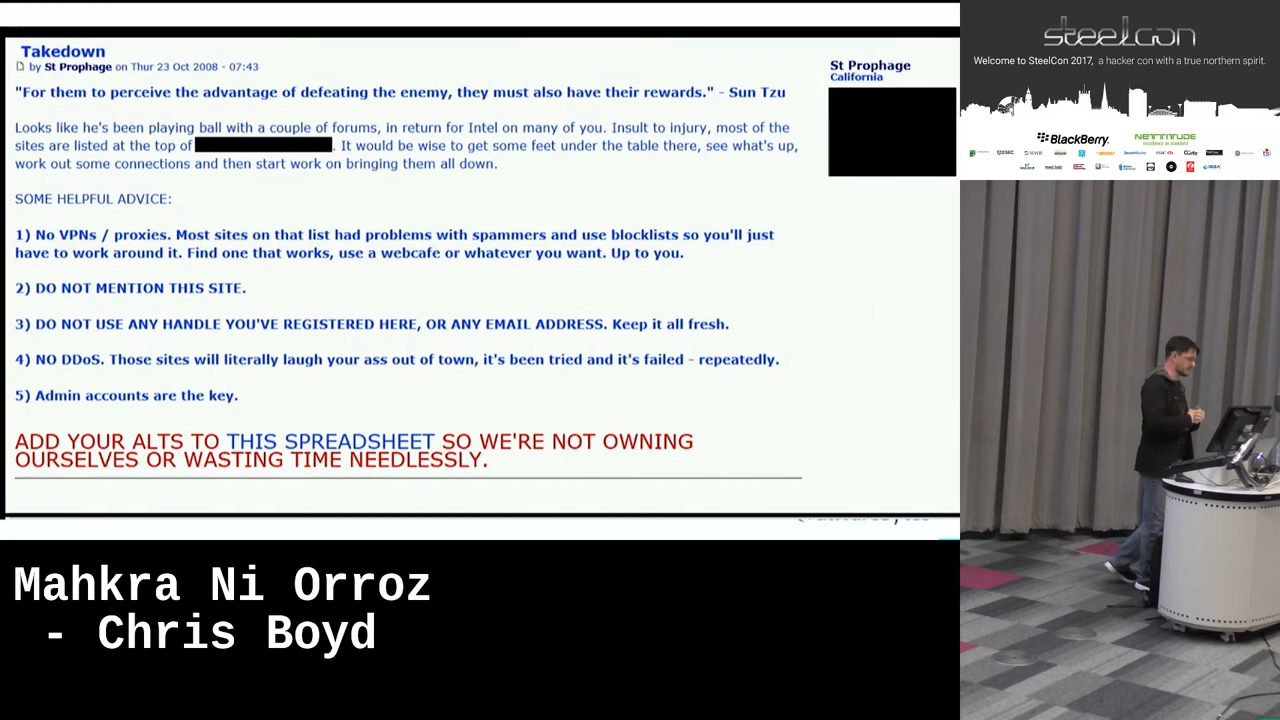 Takedown
by St Prophage on Thur 23 Oct 2008 - 07:43
"For them to perceive the advantage of defeating the enemy, they must also have their rewards." - Sun Tzu
Looks like he's been playing ball with a couple of forums, in return for Intel on many of you. Insult to injury, most of the
sites are listed at the top of . It would be wise to get some feet under the table there, see what's up,
work out some connections and then start work on bringing them all down.
SOME HELPFUL ADVICE:
1) No VPNs / proxies. Most sites on that list had problems with spammers and use blocklists so you'll just
have to work around it. Find one that works, use a webcafe or whatever you want. Up to you.
2) DO NOT MENTION THIS SITE.
3) DO NOT USE ANY HANDLE YOU'VE REGISTERED HERE, OR ANY EMAIL ADDRESS. Keep it all fresh.
4) NO DDoS. Those sites will literally laugh your ass out of town, it's been tried and it's failed - repeatedly.
5) Admin accounts are the key.
ADD YOUR ALTS TO THIS SPREADSHEET SO WE'RE NOT OWNING
OURSELVES OR WASTING TIME NEEDLESSLY.
St Prophage
California
steelcon
Welcome to SteelCon 2017, a hacker con with a true northern spirit.
BlackBerry
NETTITUDE
Mahkra Ni Orroz
- Chris Boyd